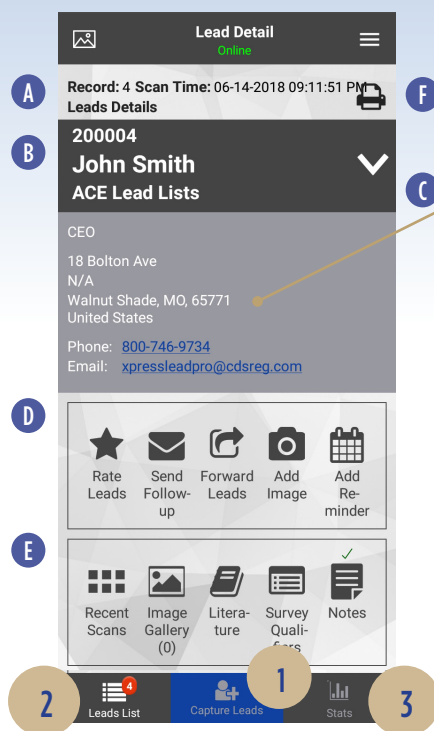 Lead Detail
Online
A
Record: 4 Scan Time: 06-14-2018 09:11:51 PM
F
Leads Details
B
200004
John Smith
ACE Lead Lists
C
CEO
18 Bolton Ave
N/A
Walnut Shade, MO, 65771
United States
Phone: 800-746-9734
Email: xpressleadpro@cdsreg.com
D
Rate Leads
Send Follow-up
Forward Leads
Add Image
Add Re-minder
E
Recent Scans
Image Gallery (0)
Litera-ture
Survey Quali-fiers
Notes
1
2
4
Leads List
Capture Leads
Stats
3